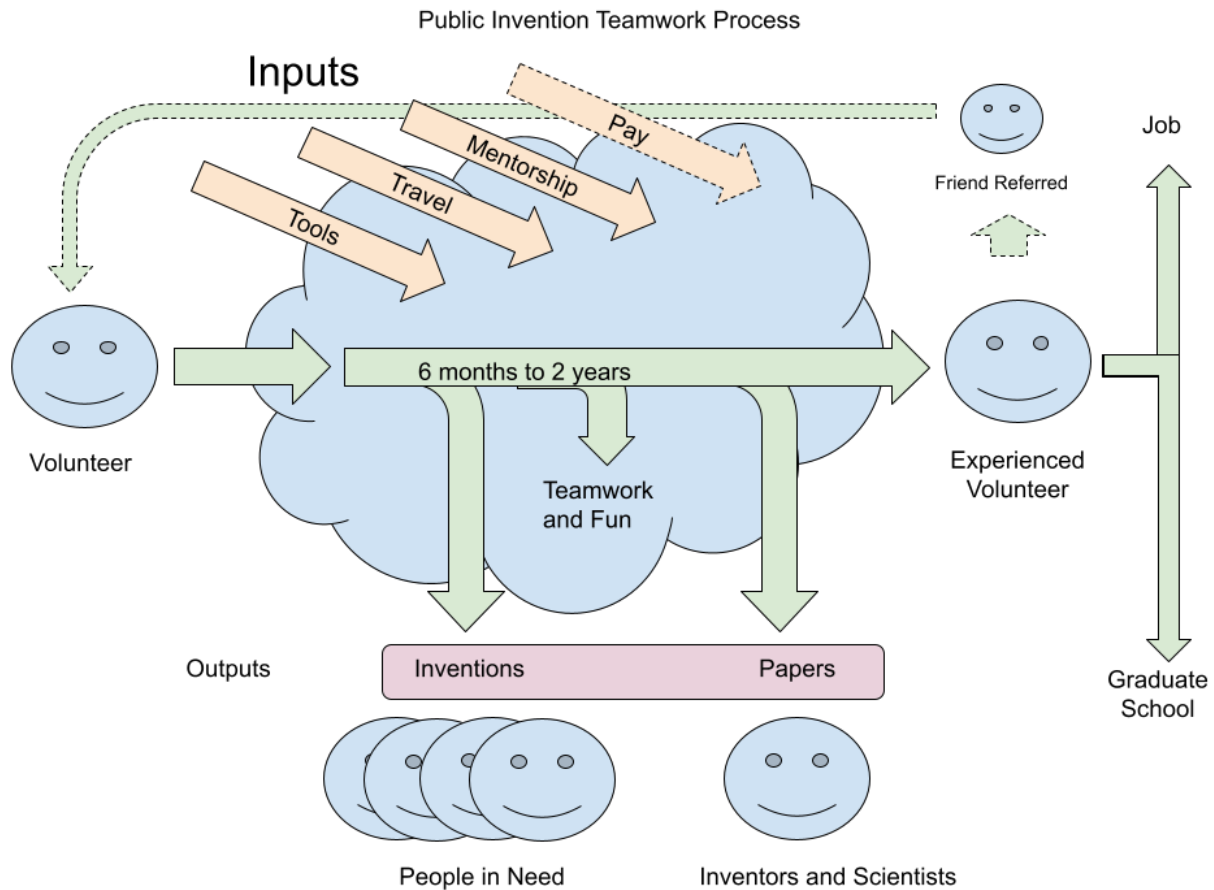 Public Invention Teamwork Process
Inputs
Pay
Mentorship
Travel
Tools
Friend Referred
Job
6 months to 2 years
Volunteer
Experienced
Volunteer
Teamwork
and Fun
Outputs
Inventions
Papers
Graduate
School
People in Need
Inventors and Scientists